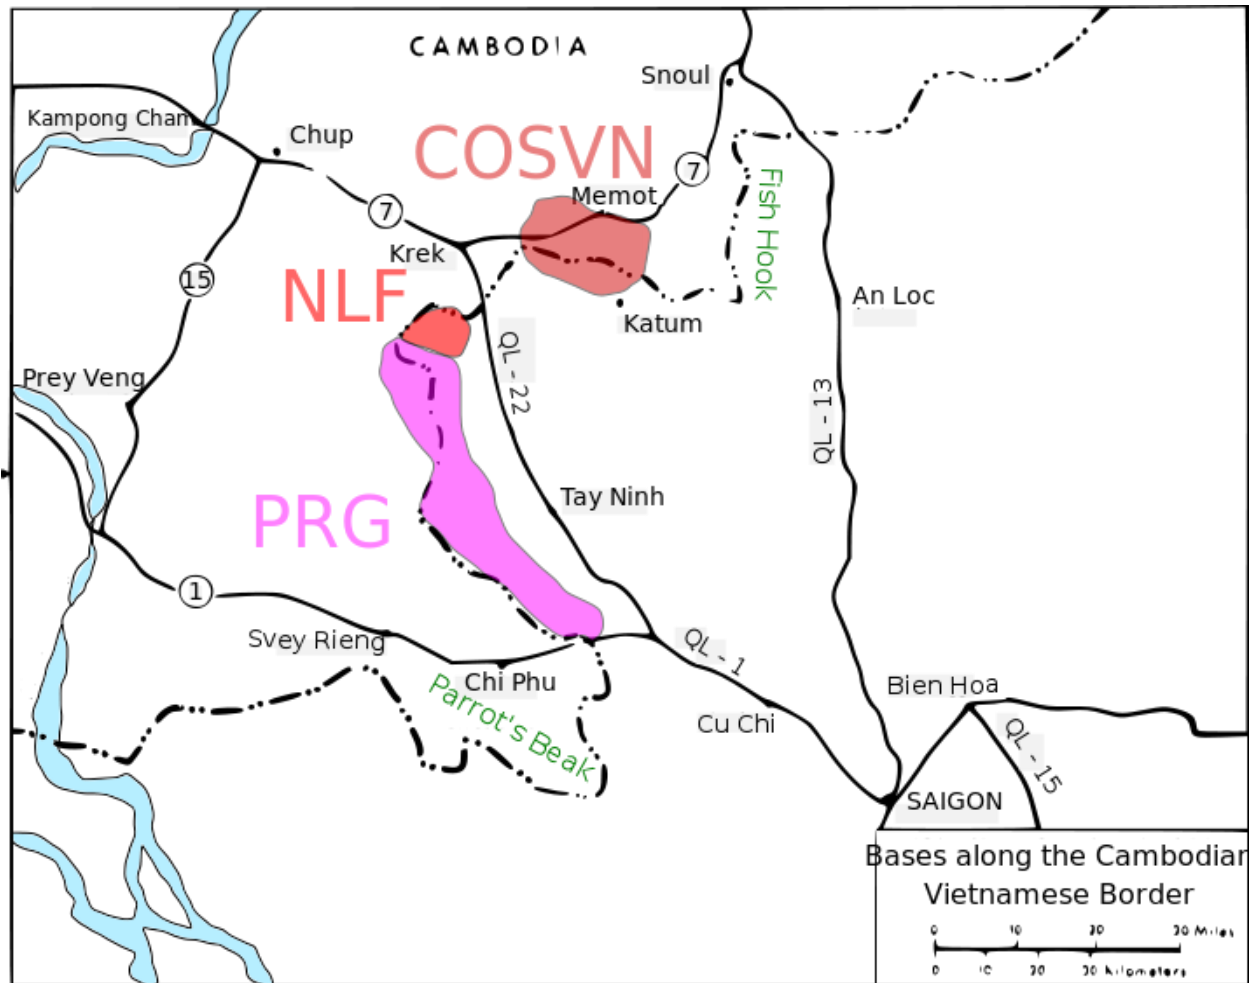 CAMBODIA
Snoul
Kampong Cham
Chup
COSVN
7
Memot
Fish Hook
7
Krek
15
NLF
An Loc
Katum
QL - 22
Prey Veng
QL - 13
PRG
Tay Ninh
1
Svey Rieng
QL - 1
Chi Phu
Parrot's Beak
Bien Hoa
Cu Chi
QL - 15
SAIGON
Bases along the Cambodian
Vietnamese Border
0 10 20 30 Miles
0 10 20 30 kilometers